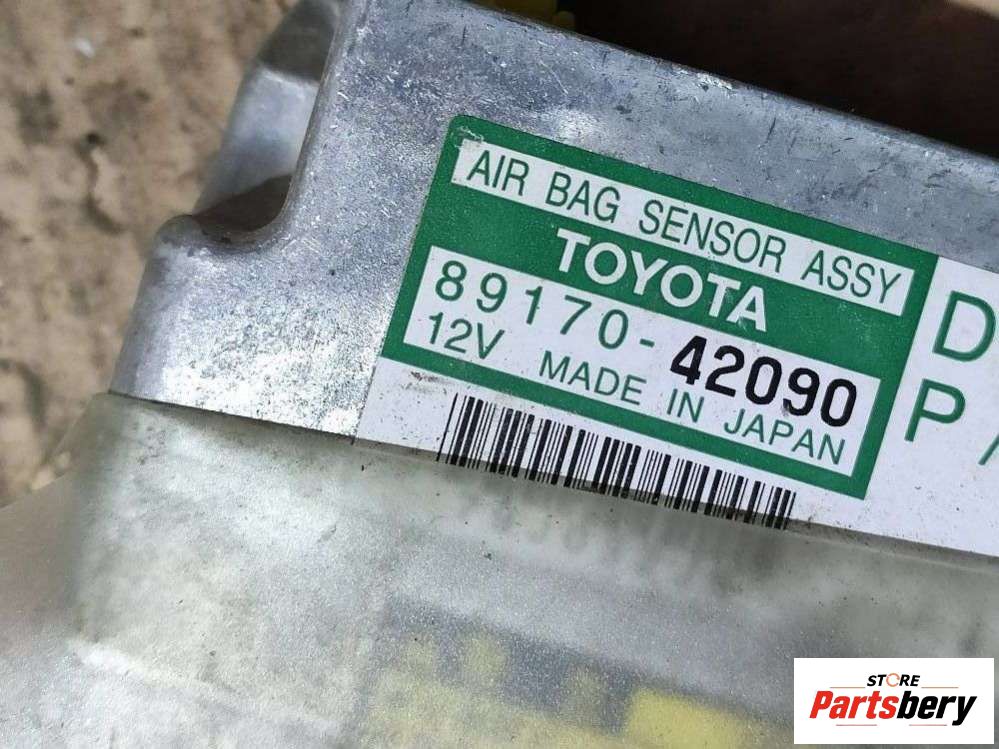 AIR BAG SENSOR ASSY
TOYOTA
89170-42090
12V MADE IN JAPAN
D
P
STORE
Partsbery